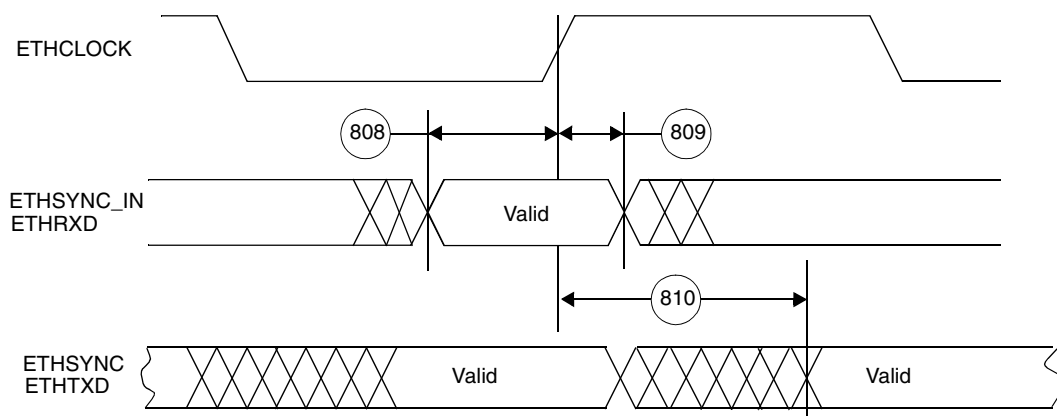 ETHCLOCK
808
809
ETHSYNC_IN
ETHRXD
Valid
810
ETHSYNC
ETHTXD
Valid
Valid